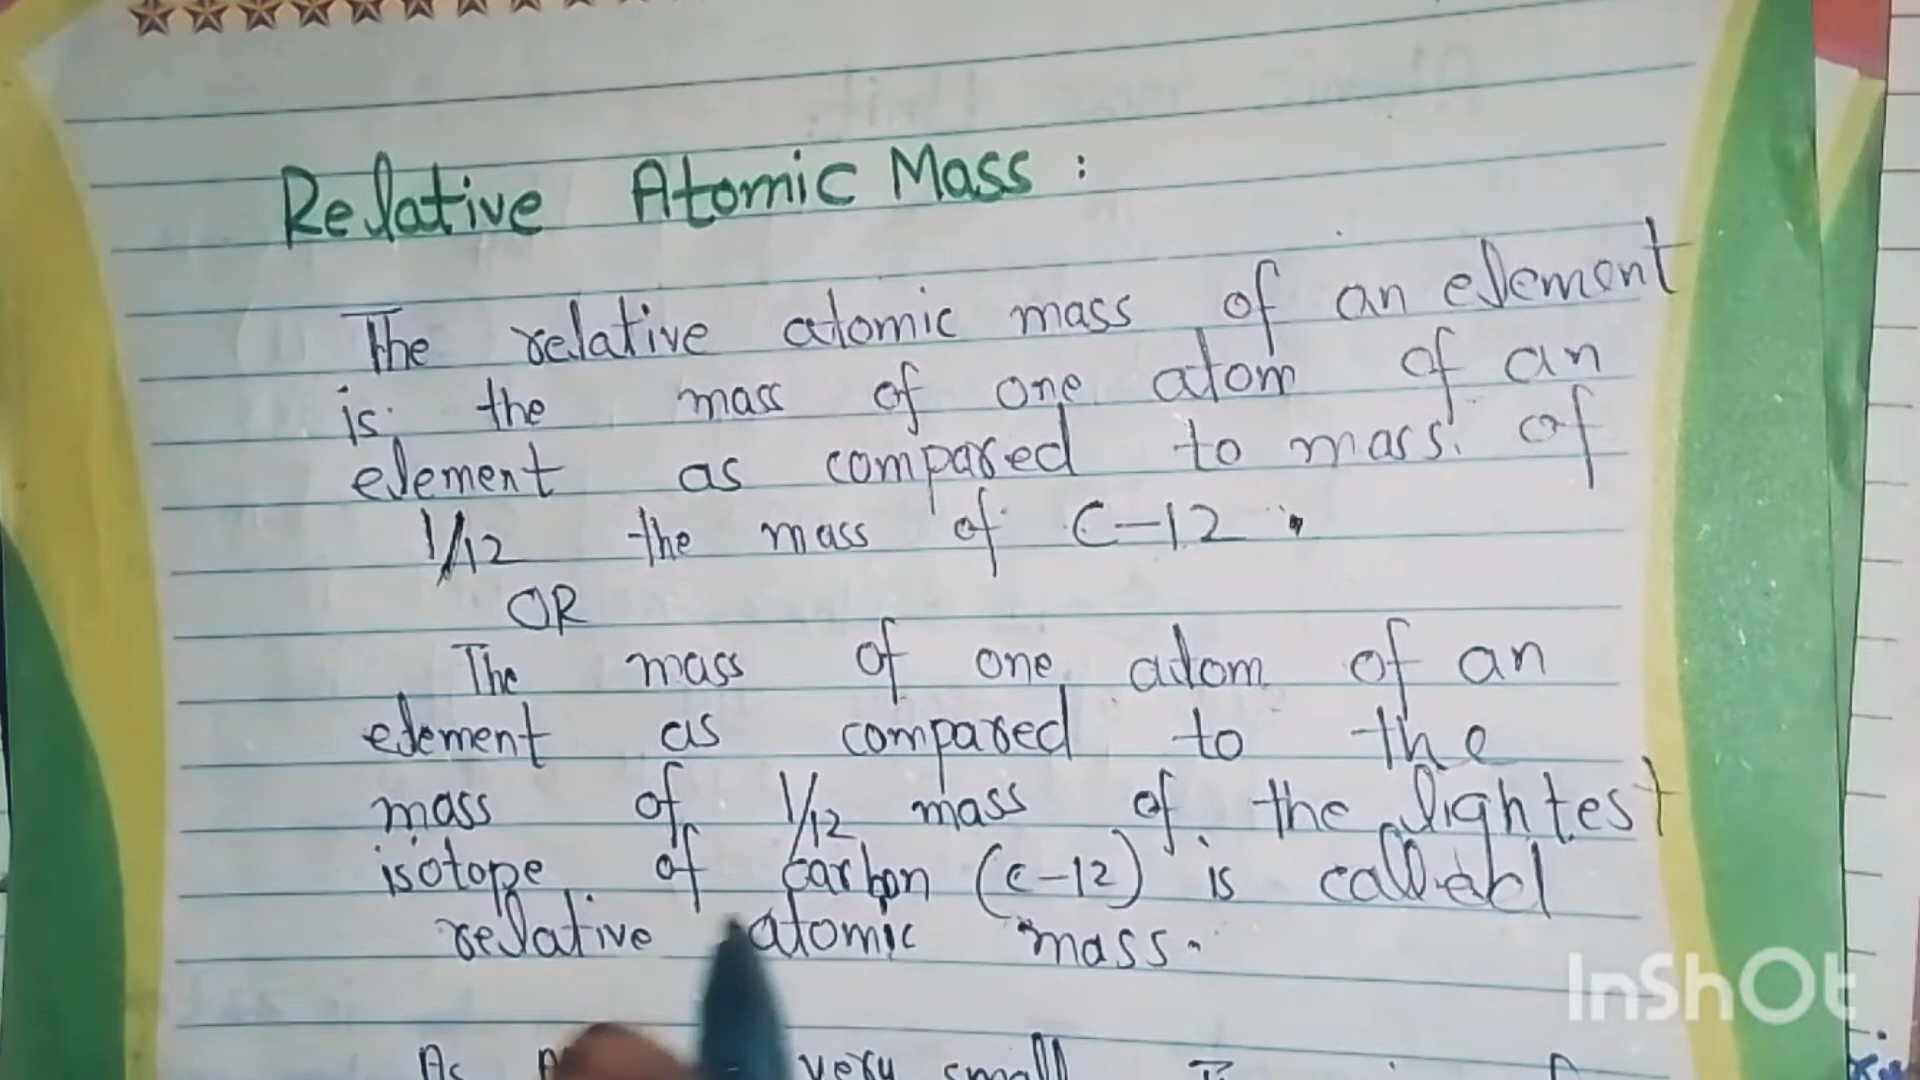 Relative Atomic Mass :
The relative atomic mass of an element
is the mass of one atom of an
element as compared to mass of
1/12 the mass of C-12 .
OR
The mass of one atom of an
element as compared to the
mass of 1/12 mass of the lightest
isotope of carbon (C-12) is called
relative atomic mass.
As very small
InShOt